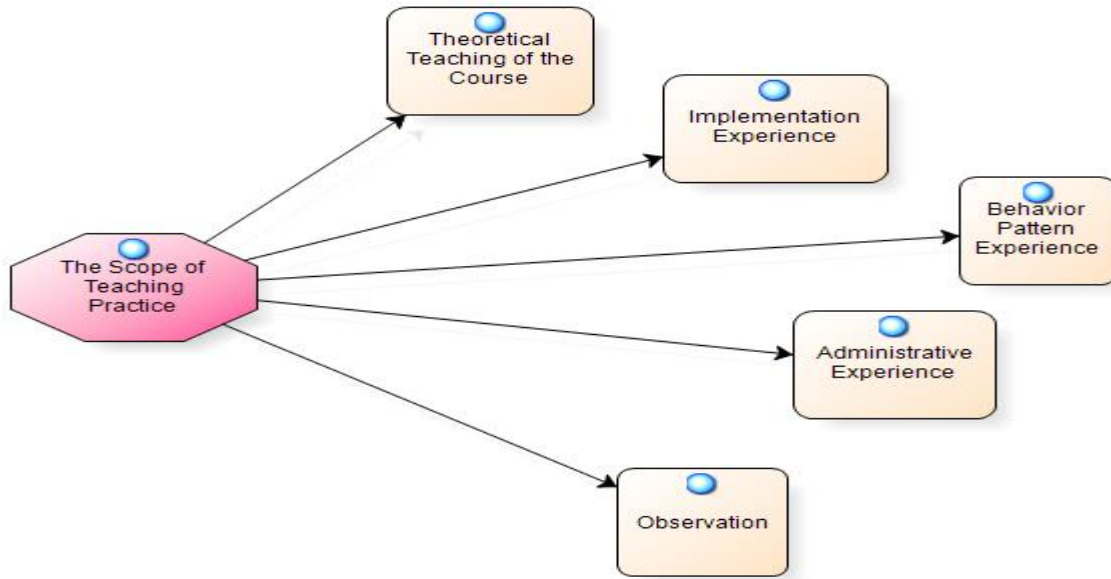 Theoretical
Teaching of the
Course
Implementation
Experience
Behavior
Pattern
Experience
The Scope of
Teaching
Practice
Administrative
Experience
Observation